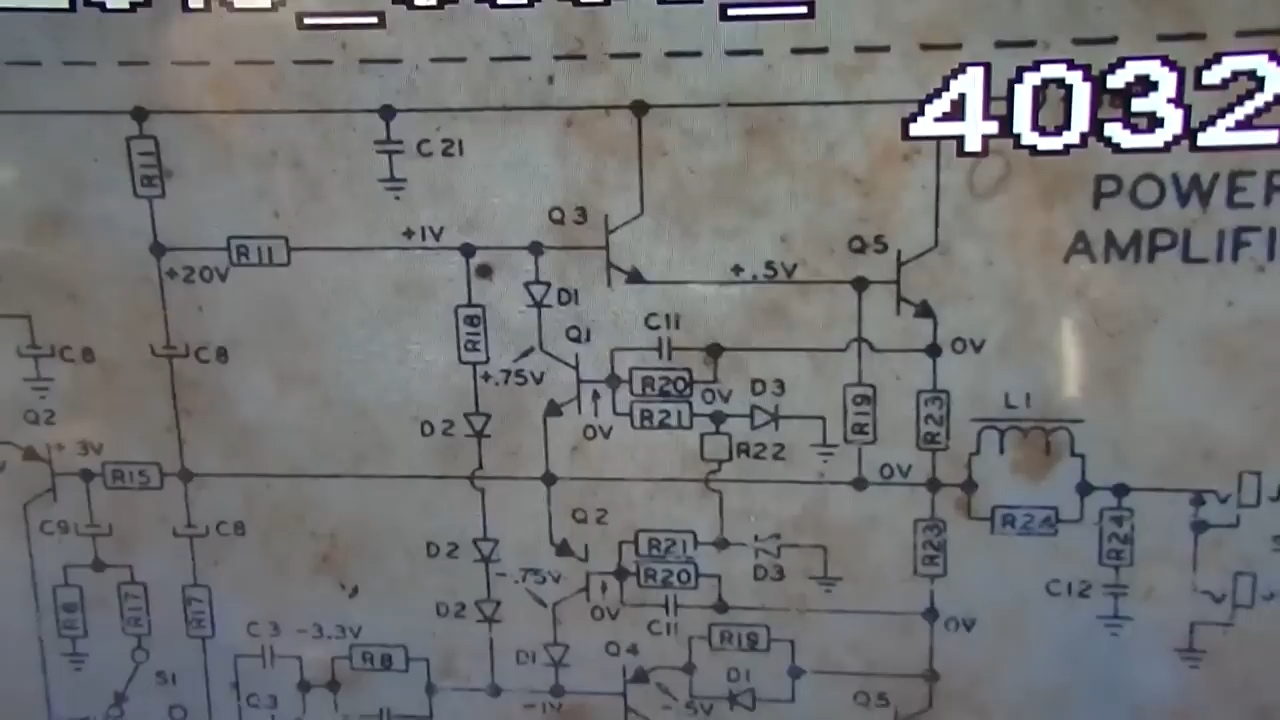 4032
POWER
AMPLIFI
C 21
R11
Q3
+1V
Q5
R11
+20V
+.5V
D1
C11
R18
Q1
0V
C8
C8
+.75V
R20
0V
D3
R19
R23
L1
Q2
D2
R21
0V
R22
+ 3V
0V
R15
C9
C8
Q2
R21
R23
R24
R24
D2
-.75V
R20
D3
C12
R17
R17
D2
0V
C11
0V
C3
-3.3V
R8
D1
Q4
R19
S1
C3
D1
-1V
-.5V
Q5